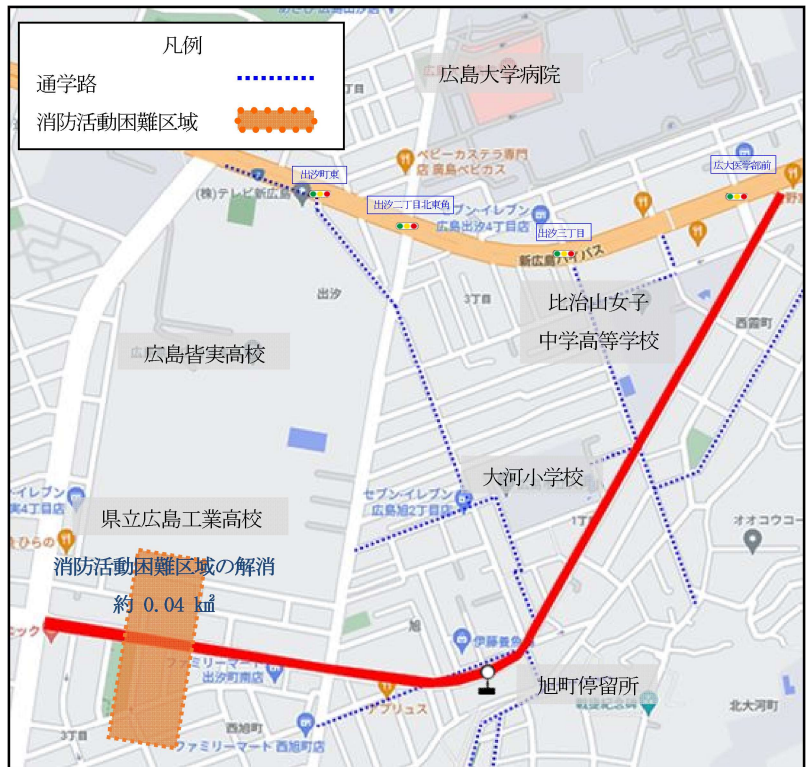 凡例
通学路
消防活動困難区域
広島大学病院
出汐町東
(株)テレビ新広島
ベビーカステラ専門
店 廣島ベビカス
広大医学部前
出汐二丁目北東角
セブン-イレブン
広島出汐4丁目店
出汐三丁目
新広島バイパス
出汐
3丁目
比治山女子
中学高等学校
西霞町
広島皆実高校
大河小学校
セブン-イレブン
広島旭2丁目店
1丁目
県立広島工業高校
オオコウコー
ひらの
消防活動困難区域の解消
約 0.04 ㎢
旭
伊藤養魚
ファミリーマート
出汐町南店
アプリュス
旭町停留所
北大河町
西旭町
3丁目
ファミリーマート 西旭町店